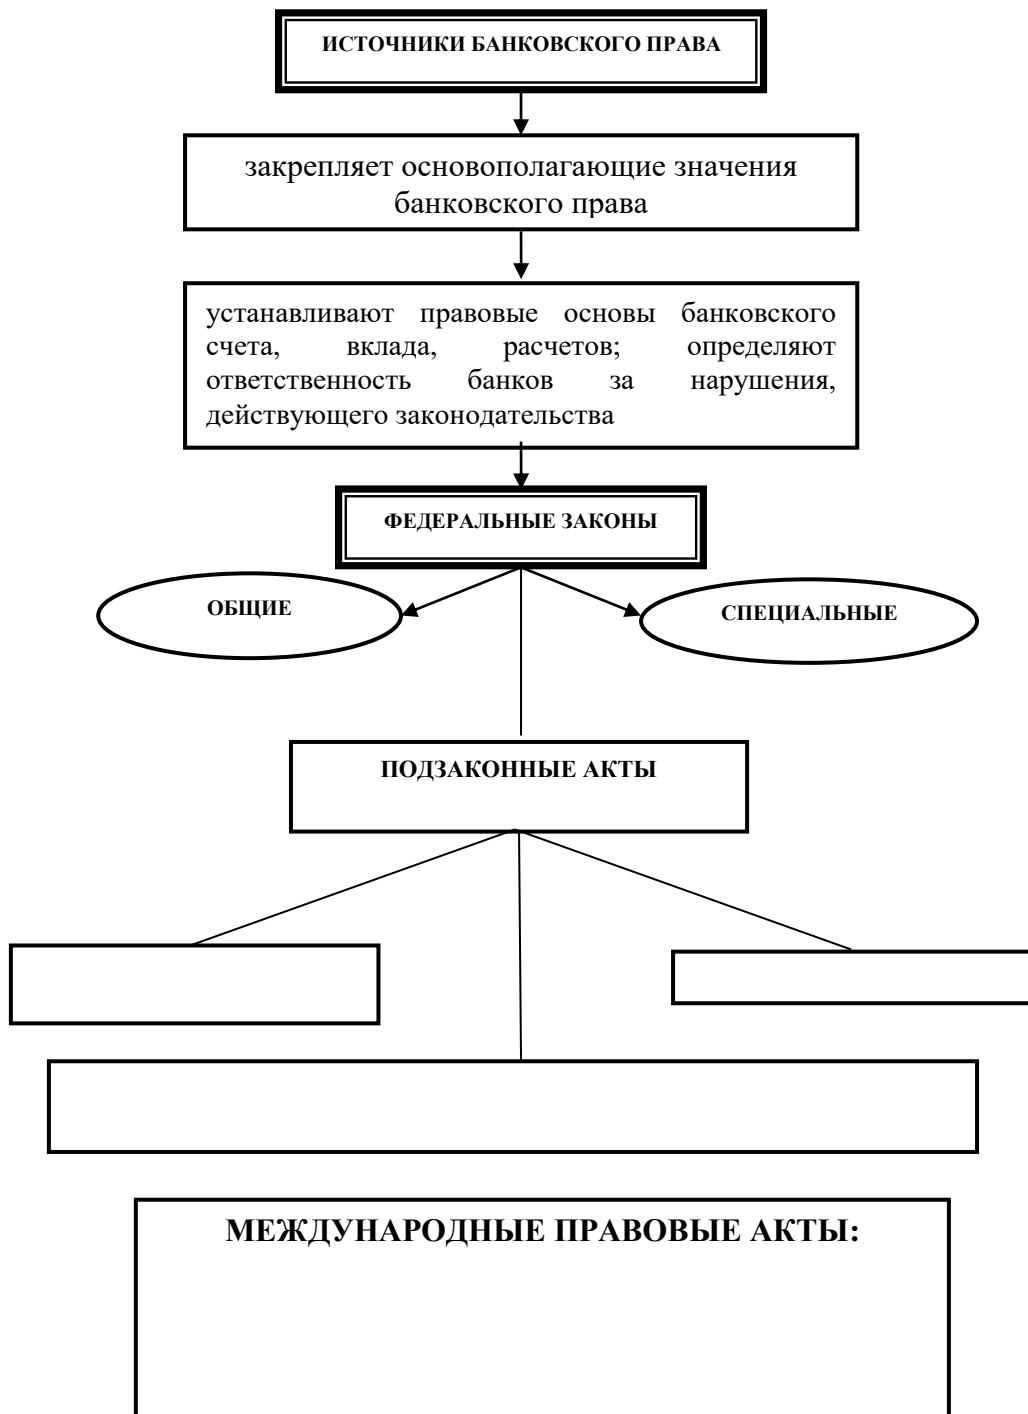 ИСТОЧНИКИ БАНКОВСКОГО ПРАВА
закрепляет основополагающие значения
банковского права
устанавливают правовые основы банковского
счета, вклада, расчетов; определяют
ответственность банков за нарушения,
действующего законодательства
ФЕДЕРАЛЬНЫЕ ЗАКОНЫ
ОБЩИЕ
СПЕЦИАЛЬНЫЕ
ПОДЗАКОННЫЕ АКТЫ
МЕЖДУНАРОДНЫЕ ПРАВОВЫЕ АКТЫ: